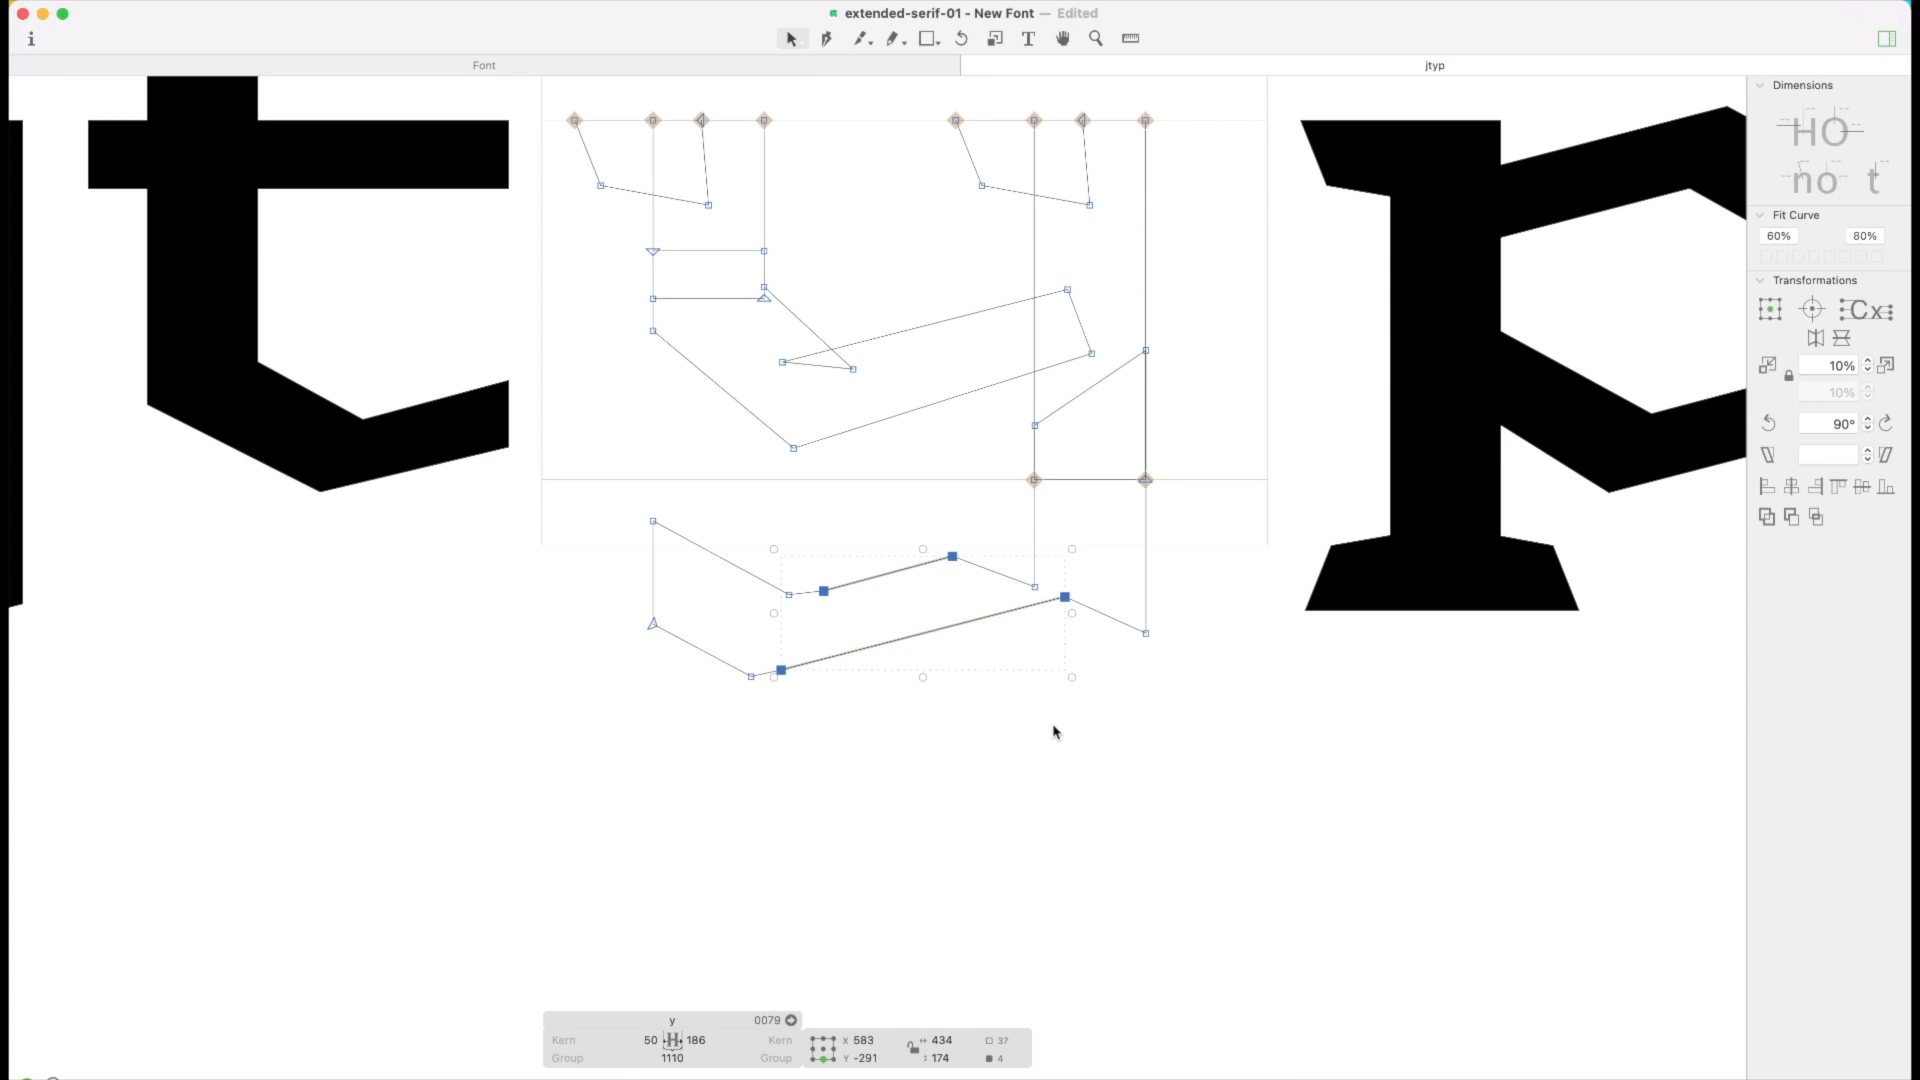 extended-serif-01 - New Font — Edited
Font
jtyp
Dimensions
HO
no t
Fit Curve
60% 80%
Transformations
Cx
10%
10%
90°
t
p
y 0079
Kern 50 H 186 Kern
Group 1110 Group
X 583 ↔ 434 37
Y -291 ↕ 174 4